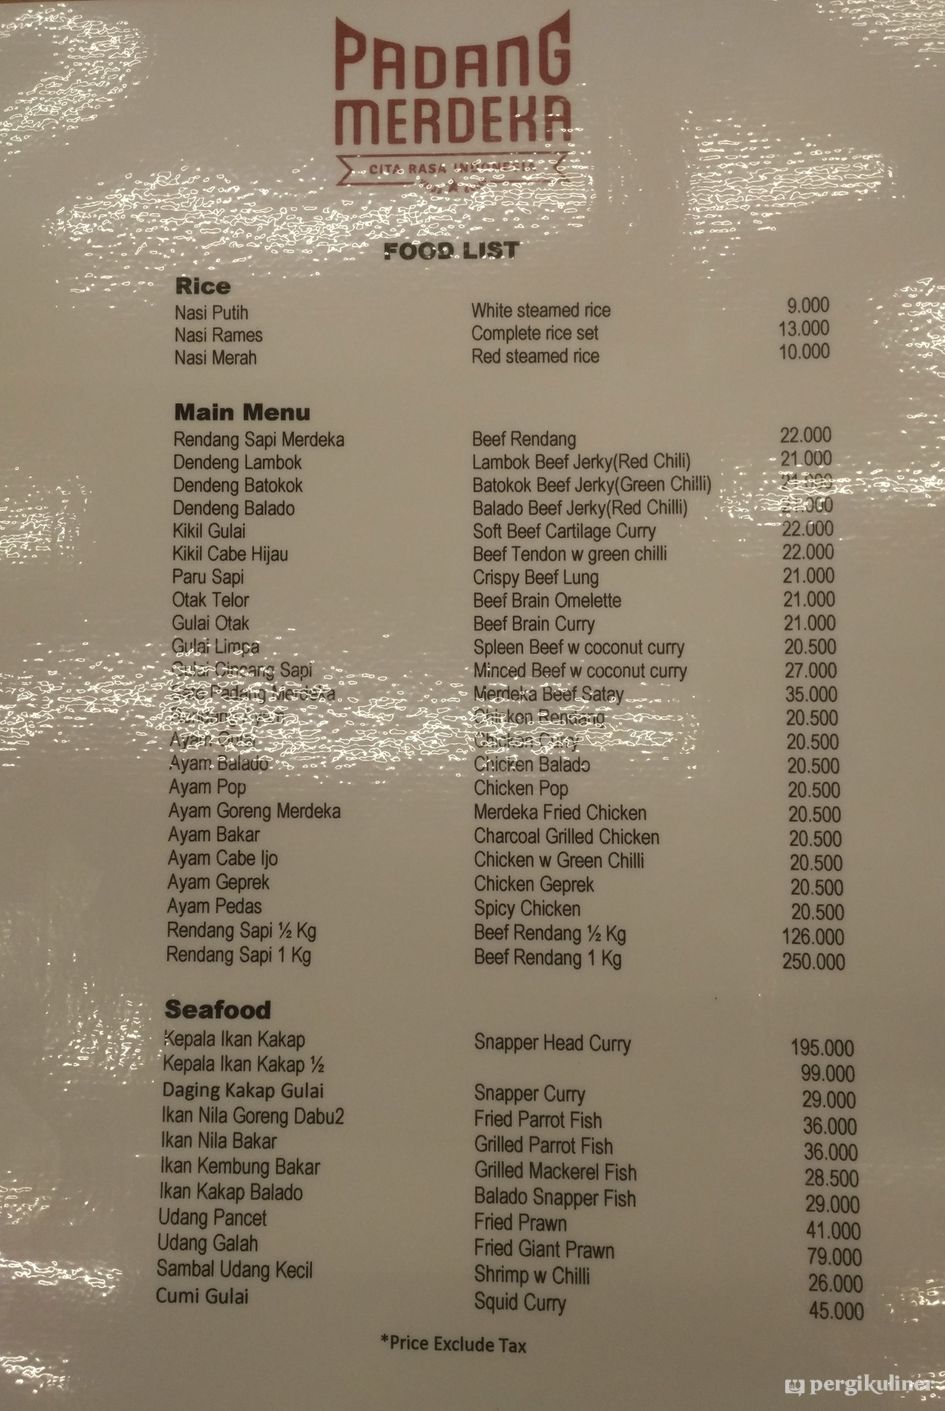 PADANG
MERDEKA
CITA RASA INDONESIA
FOOD LIST
Rice
Nasi Putih White steamed rice 9.000
Nasi Rames Complete rice set 13.000
Nasi Merah Red steamed rice 10.000
Main Menu
Rendang Sapi Merdeka Beef Rendang 22.000
Dendeng Lambok Lambok Beef Jerky(Red Chili) 21.000
Dendeng Batokok Batokok Beef Jerky(Green Chilli) 21.000
Dendeng Balado Balado Beef Jerky(Red Chilli)
Kikil Gulai Soft Beef Cartilage Curry 22.000
Kikil Cabe Hijau Beef Tendon w green chilli 22.000
Paru Sapi Crispy Beef Lung 21.000
Otak Telor Beef Brain Omelette 21.000
Gulai Otak Beef Brain Curry 21.000
Gulai Limpa Spleen Beef w coconut curry 20.500
Gulai Cincang Sapi Minced Beef w coconut curry 27.000
Sate Padang Merdeka Merdeka Beef Satay 35.000
Rendang Ayam Chicken Rendang 20.500
Ayam Gulai Chicken Curry 20.500
Ayam Balado Chicken Balado 20.500
Ayam Pop Chicken Pop 20.500
Ayam Goreng Merdeka Merdeka Fried Chicken 20.500
Ayam Bakar Charcoal Grilled Chicken 20.500
Ayam Cabe Ijo Chicken w Green Chilli 20.500
Ayam Geprek Chicken Geprek 20.500
Ayam Pedas Spicy Chicken 20.500
Rendang Sapi ½ Kg Beef Rendang ½ Kg 126.000
Rendang Sapi 1 Kg Beef Rendang 1 Kg 250.000
Seafood
Kepala Ikan Kakap Snapper Head Curry 195.000
Kepala Ikan Kakap ½ 99.000
Daging Kakap Gulai Snapper Curry 29.000
Ikan Nila Goreng Dabu2 Fried Parrot Fish 36.000
Ikan Nila Bakar Grilled Parrot Fish 36.000
Ikan Kembung Bakar Grilled Mackerel Fish 28.500
Ikan Kakap Balado Balado Snapper Fish 29.000
Udang Pancet Fried Prawn 41.000
Udang Galah Fried Giant Prawn 79.000
Sambal Udang Kecil Shrimp w Chilli 26.000
Cumi Gulai Squid Curry 45.000
*Price Exclude Tax
pergikuliner